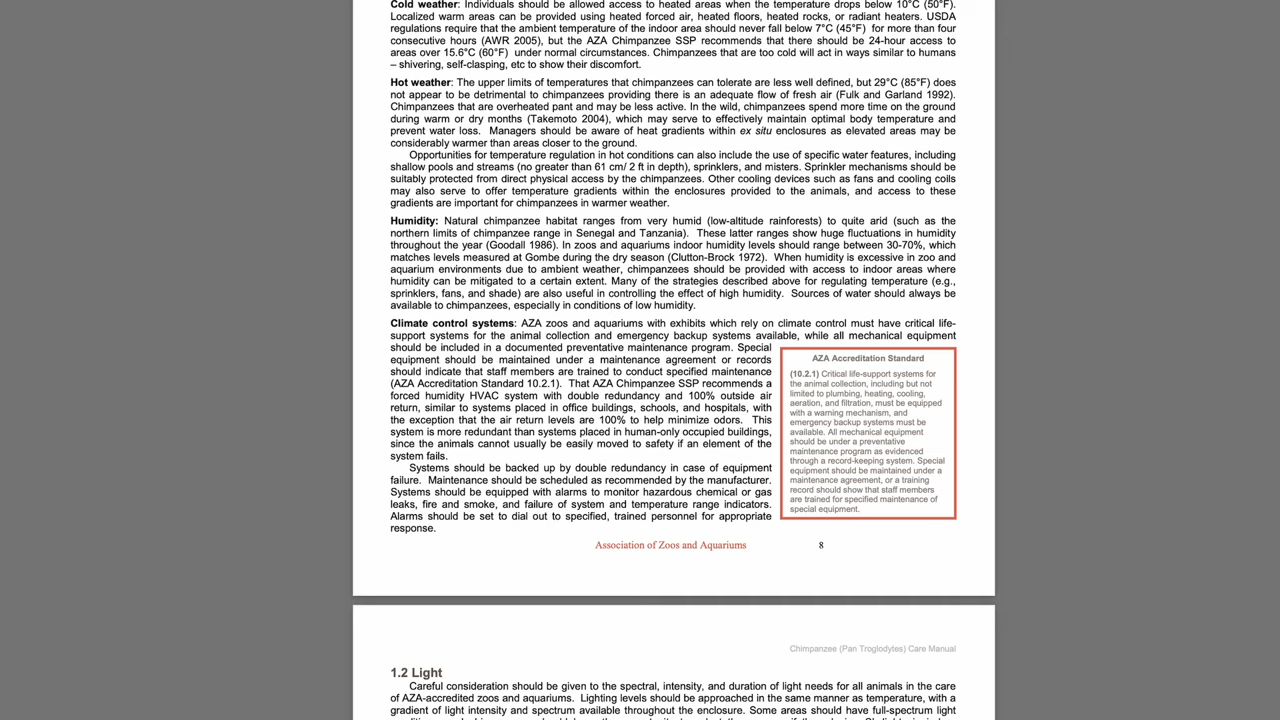 Cold weather: Individuals should be allowed access to heated areas when the temperature drops below 10°C (50°F).
Localized warm areas can be provided using heated forced air, heated floors, heated rocks, or radiant heaters. USDA
regulations require that the ambient temperature of the indoor area should never fall below 7°C (45°F) for more than four
consecutive hours (AWR 2005), but the AZA Chimpanzee SSP recommends that there should be 24-hour access to
areas over 15.6°C (60°F) under normal circumstances. Chimpanzees that are too cold will act in ways similar to humans
– shivering, self-clasping, etc to show their discomfort.
Hot weather: The upper limits of temperatures that chimpanzees can tolerate are less well defined, but 29°C (85°F) does
not appear to be detrimental to chimpanzees providing there is an adequate flow of fresh air (Fulk and Garland 1992).
Chimpanzees that are overheated pant and may be less active. In the wild, chimpanzees spend more time on the ground
during warm or dry months (Takemoto 2004), which may serve to effectively maintain optimal body temperature and
prevent water loss. Managers should be aware of heat gradients within ex situ enclosures as elevated areas may be
considerably warmer than areas closer to the ground.
Opportunities for temperature regulation in hot conditions can also include the use of specific water features, including
shallow pools and streams (no greater than 61 cm/ 2 ft in depth), sprinklers, and misters. Sprinkler mechanisms should be
suitably protected from direct physical access by the chimpanzees. Other cooling devices such as fans and cooling coils
may also serve to offer temperature gradients within the enclosures provided to the animals, and access to these
gradients are important for chimpanzees in warmer weather.
Humidity: Natural chimpanzee habitat ranges from very humid (low-altitude rainforests) to quite arid (such as the
northern limits of chimpanzee range in Senegal and Tanzania). These latter ranges show huge fluctuations in humidity
throughout the year (Goodall 1986). In zoos and aquariums indoor humidity levels should range between 30-70%, which
matches levels measured at Gombe during the dry season (Clutton-Brock 1972). When humidity is excessive in zoo and
aquarium environments due to ambient weather, chimpanzees should be provided with access to indoor areas where
humidity can be mitigated to a certain extent. Many of the strategies described above for regulating temperature (e.g.,
sprinklers, fans, and shade) are also useful in controlling the effect of high humidity. Sources of water should always be
available to chimpanzees, especially in conditions of low humidity.
Climate control systems: AZA zoos and aquariums with exhibits which rely on climate control must have critical life-
support systems for the animal collection and emergency backup systems available, while all mechanical equipment
should be included in a documented preventative maintenance program. Special
equipment should be maintained under a maintenance agreement or records
should indicate that staff members are trained to conduct specified maintenance
(AZA Accreditation Standard 10.2.1). That AZA Chimpanzee SSP recommends a
forced humidity HVAC system with double redundancy and 100% outside air
return, similar to systems placed in office buildings, schools, and hospitals, with
the exception that the air return levels are 100% to help minimize odors. This
system is more redundant than systems placed in human-only occupied buildings,
since the animals cannot usually be easily moved to safety if an element of the
system fails.
Systems should be backed up by double redundancy in case of equipment
failure. Maintenance should be scheduled as recommended by the manufacturer.
Systems should be equipped with alarms to monitor hazardous chemical or gas
leaks, fire and smoke, and failure of system and temperature range indicators.
Alarms should be set to dial out to specified, trained personnel for appropriate
response.
AZA Accreditation Standard
(10.2.1) Critical life-support systems for
the animal collection, including but not
limited to plumbing, heating, cooling,
aeration, and filtration, must be equipped
with a warning mechanism, and
emergency backup systems must be
available. All mechanical equipment
should be under a preventative
maintenance program as evidenced
through a record-keeping system. Special
equipment should be maintained under a
maintenance agreement, or a training
record should show that staff members
are trained for specified maintenance of
special equipment.
Association of Zoos and Aquariums 8
Chimpanzee (Pan Troglodytes) Care Manual
1.2 Light
Careful consideration should be given to the spectral, intensity, and duration of light needs for all animals in the care
of AZA-accredited zoos and aquariums. Lighting levels should be approached in the same manner as temperature, with a
gradient of light intensity and spectrum available throughout the enclosure. Some areas should have full-spectrum light